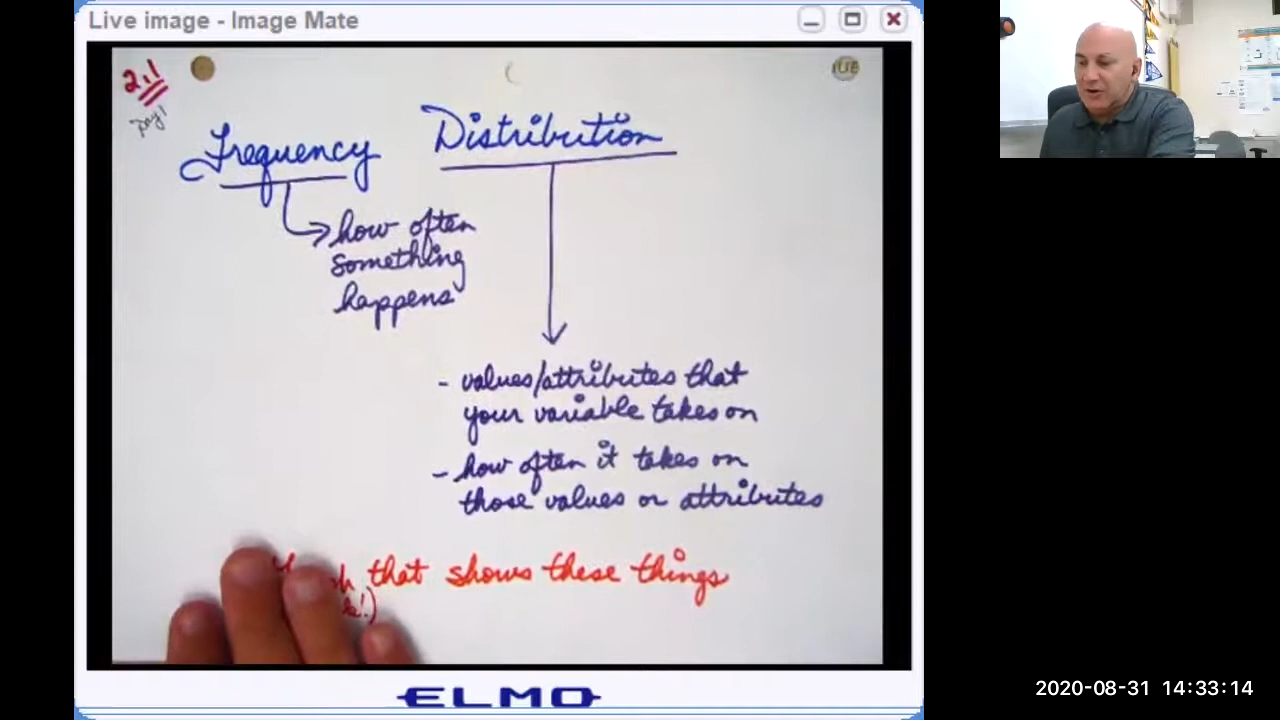 Live image - Image Mate
2.1
Day 1
Frequency Distribution
how often
something
happens
- values/attributes that
your variable takes on
- how often it takes on
those values or attributes
that shows these things
ELMO
2020-08-31 14:33:14